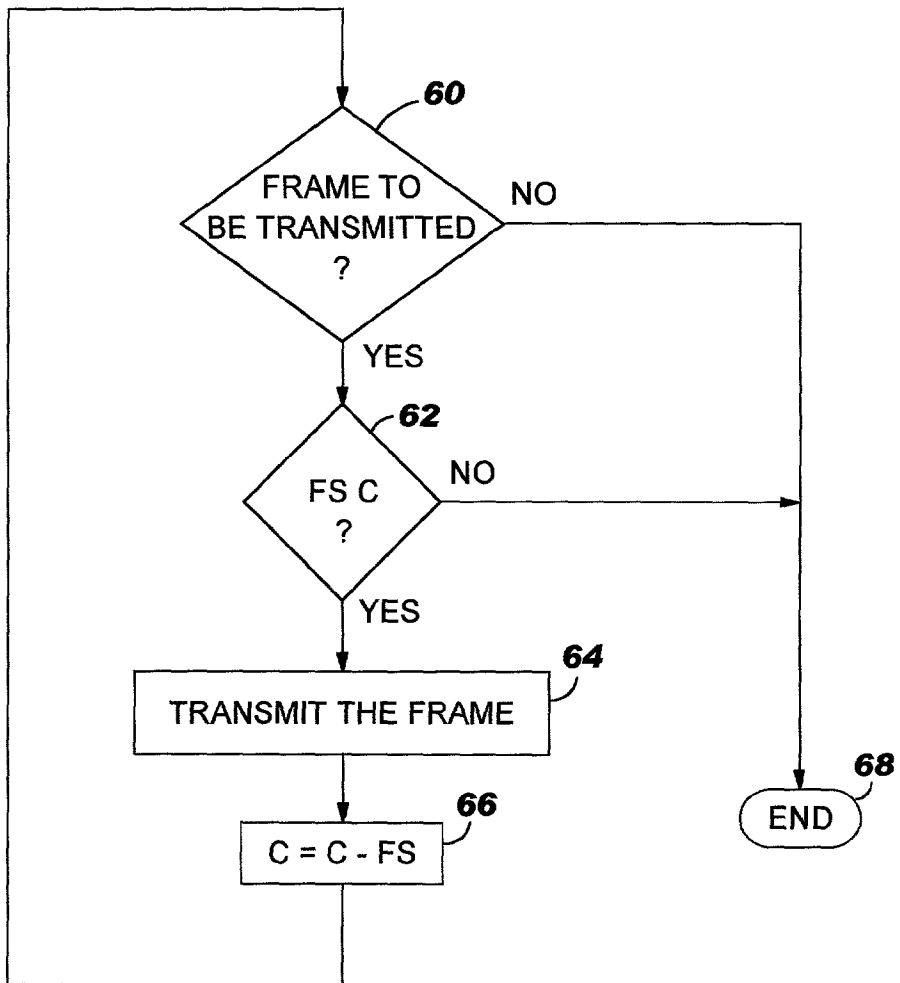 60
FRAME TO
BE TRANSMITTED
?
NO
YES
62
FS C
?
NO
YES
64
TRANSMIT THE FRAME
66
C = C - FS
68
END